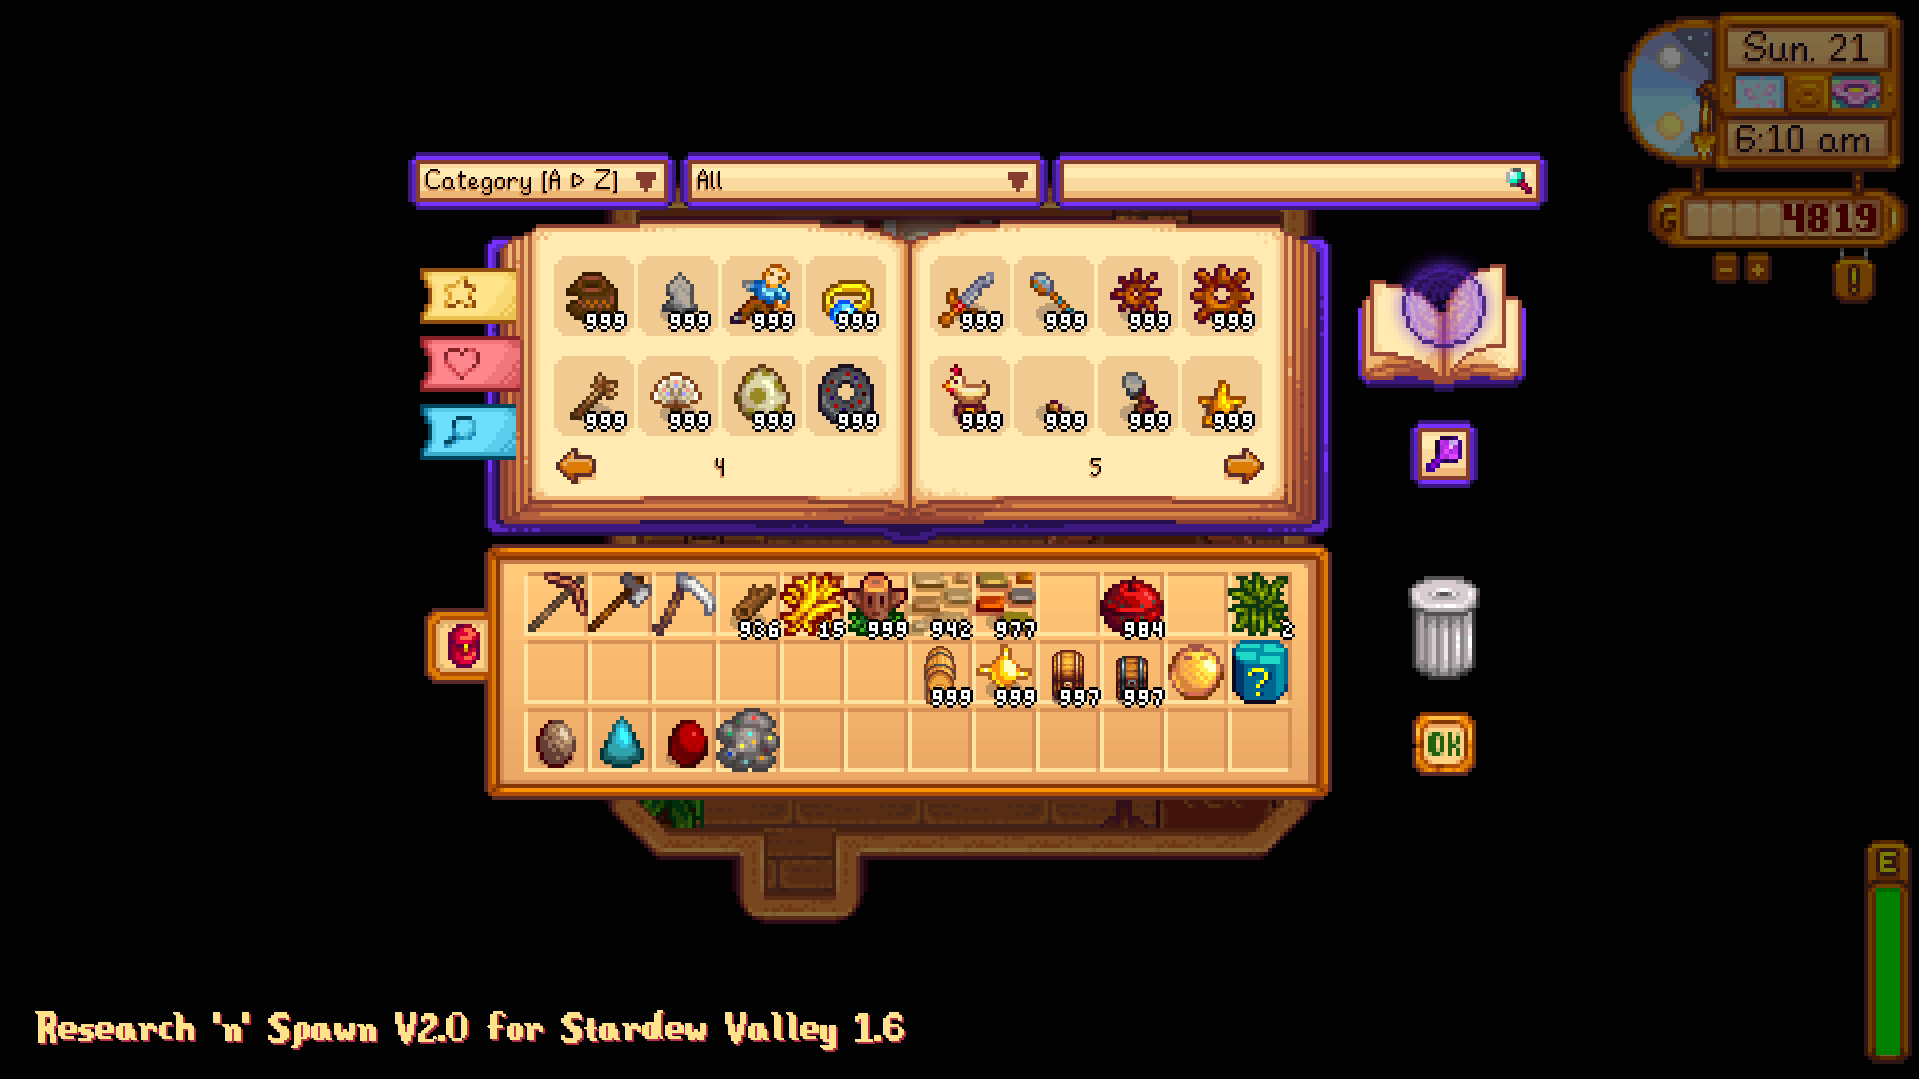 Sun. 21
6:10 am
4819
Category [A ▷ Z]
All
999 999 999 999 999 999 999 999
999 999 999 999 999 999 999 999
4 5
936 15 999 942 977 984 2
999 999 997 997 ?
OK
E
Research 'n' Spawn V2.0 for Stardew Valley 1.6